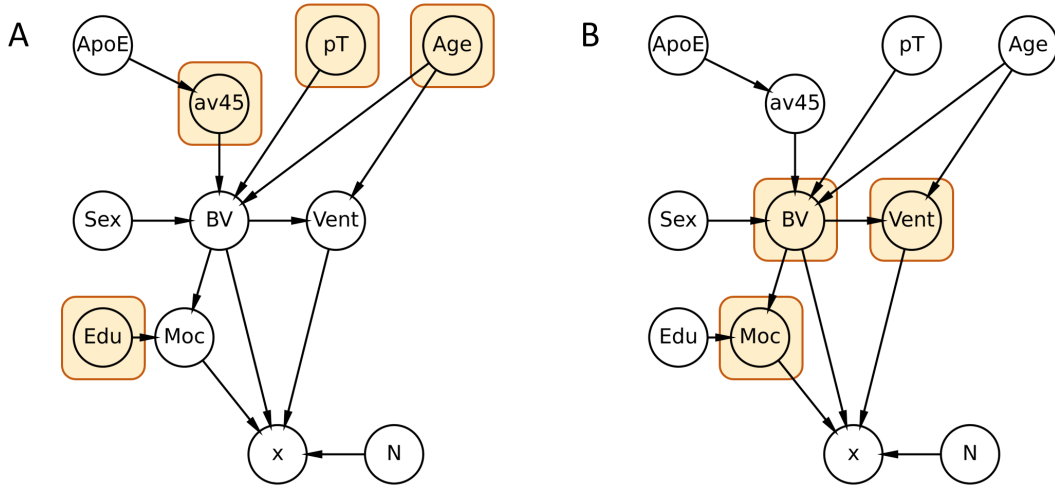 A
ApoE
pT
Age
av45
Sex
BV
Vent
Edu
Moc
x
N
B
ApoE
pT
Age
av45
Sex
BV
Vent
Edu
Moc
x
N